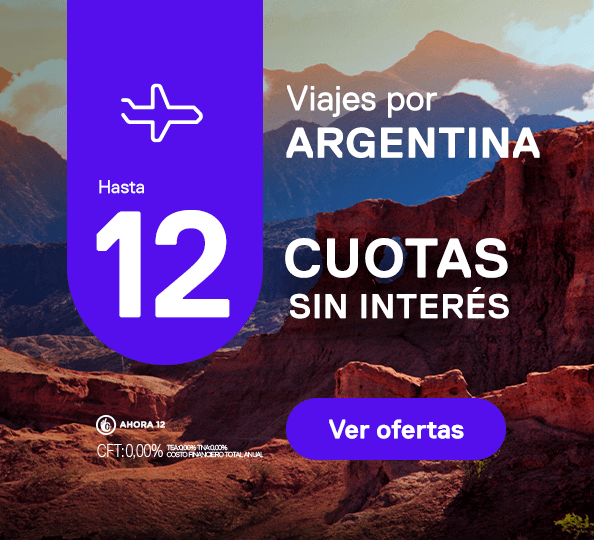 Viajes por
ARGENTINA
Hasta
12 CUOTAS
SIN INTERÉS
AHORA 12
CFT: 0,00% TEA:0,00% TNA:0,00%
COSTO FINANCIERO TOTAL ANUAL
Ver ofertas